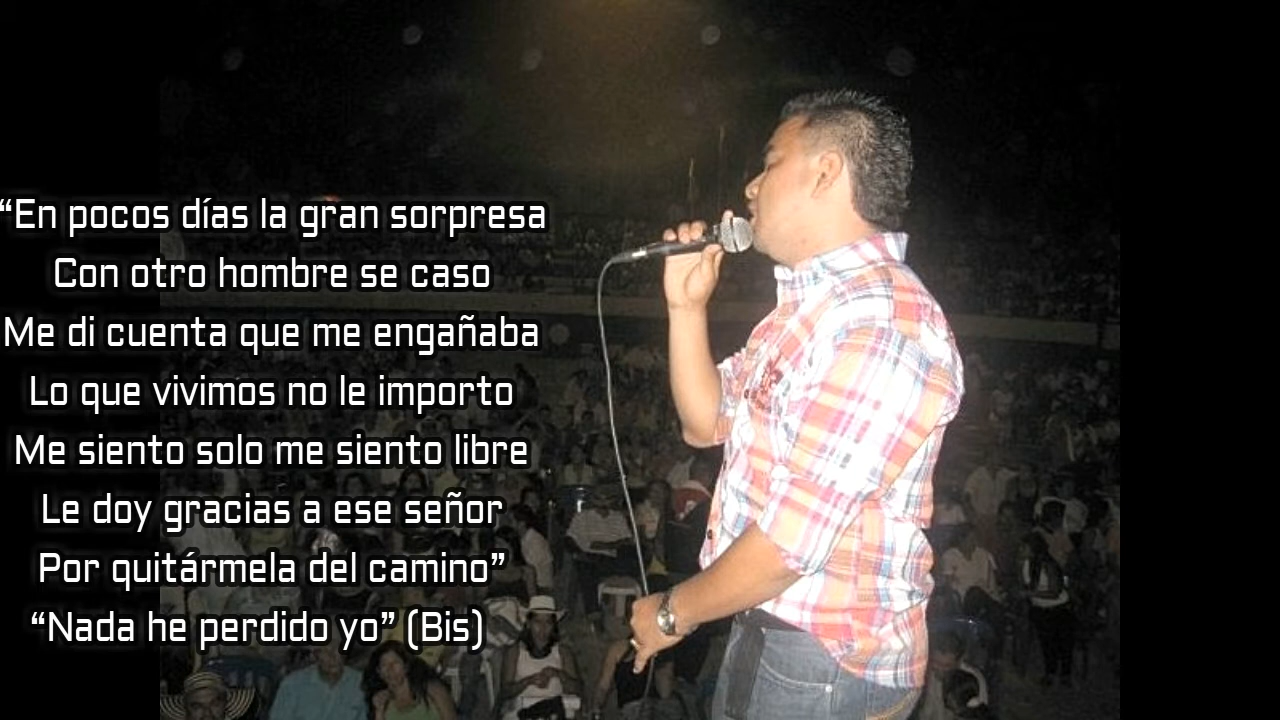 “En pocos días la gran sorpresa
Con otro hombre se caso
Me di cuenta que me engañaba
Lo que vivimos no le importo
Me siento solo me siento libre
Le doy gracias a ese señor
Por quitármela del camino”
“Nada he perdido yo” (Bis)